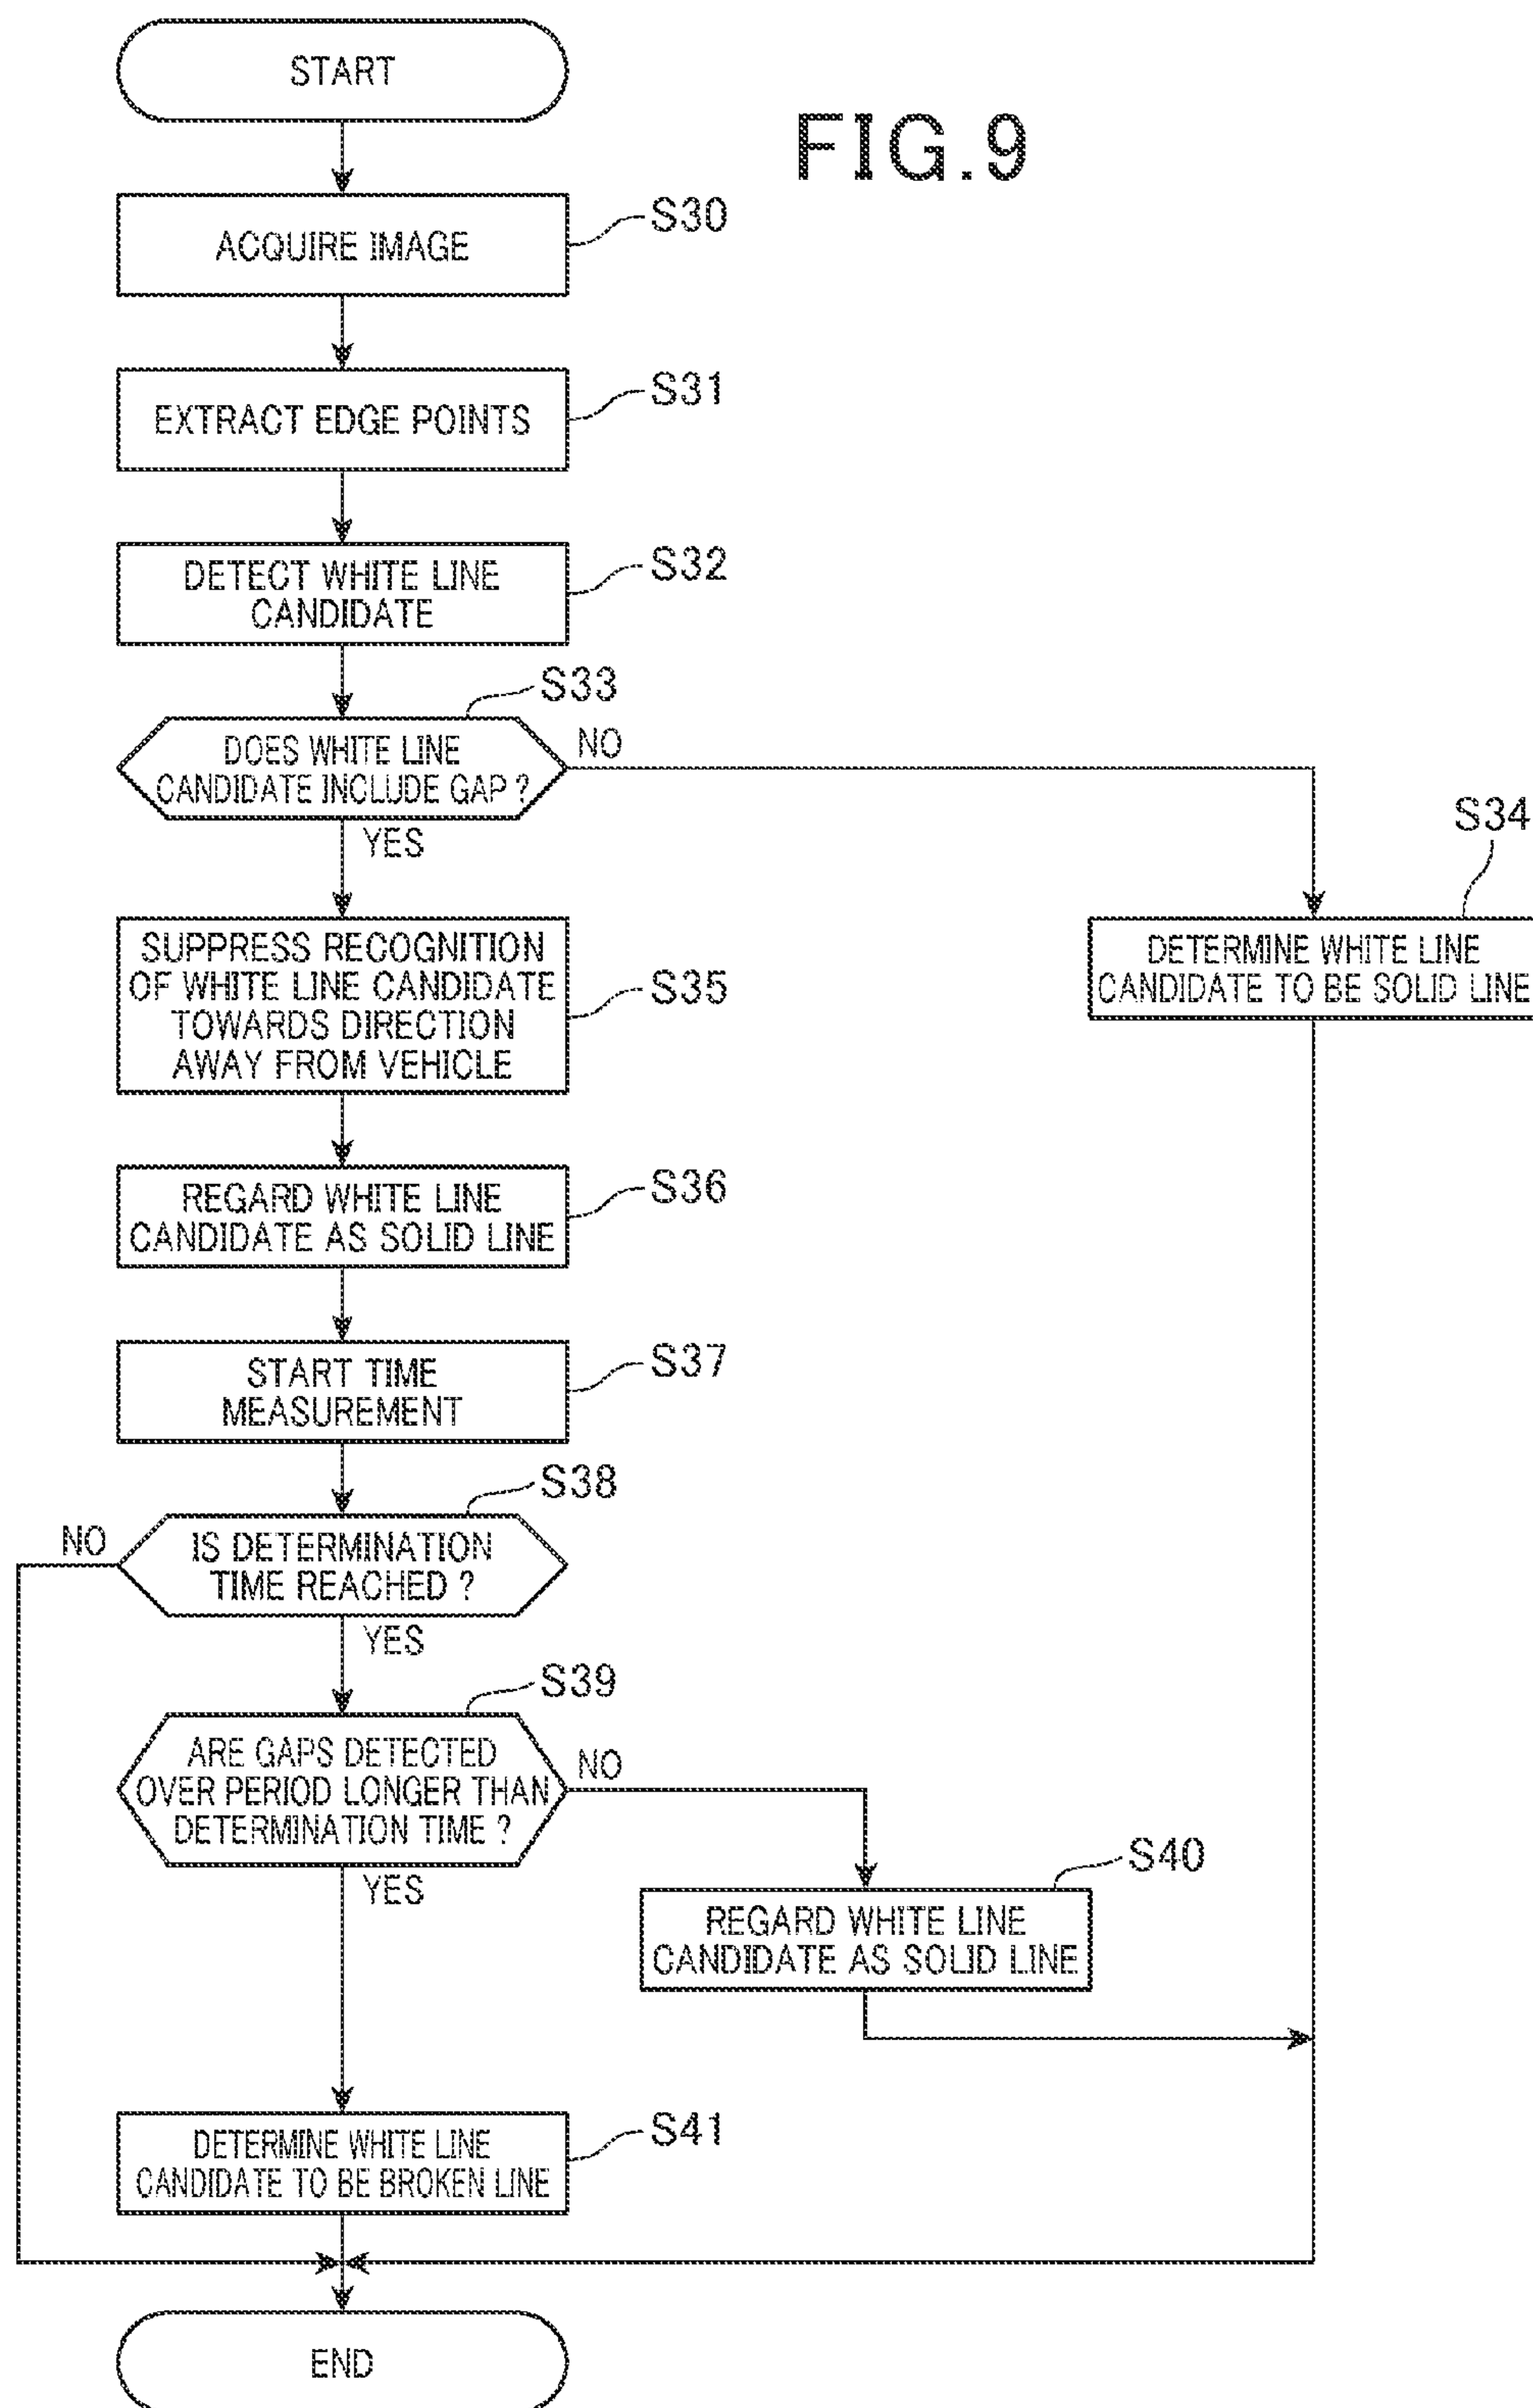 START
FIG.9
ACQUIRE IMAGE
S30
EXTRACT EDGE POINTS
S31
DETECT WHITE LINE
CANDIDATE
S32
S33
DOES WHITE LINE
CANDIDATE INCLUDE GAP ?
NO
YES
S34
DETERMINE WHITE LINE
CANDIDATE TO BE SOLID LINE
SUPPRESS RECOGNITION
OF WHITE LINE CANDIDATE
TOWARDS DIRECTION
AWAY FROM VEHICLE
S35
REGARD WHITE LINE
CANDIDATE AS SOLID LINE
S36
START TIME
MEASUREMENT
S37
S38
NO
IS DETERMINATION
TIME REACHED ?
YES
S39
ARE GAPS DETECTED
OVER PERIOD LONGER THAN
DETERMINATION TIME ?
NO
YES
S40
REGARD WHITE LINE
CANDIDATE AS SOLID LINE
DETERMINE WHITE LINE
CANDIDATE TO BE BROKEN LINE
S41
END